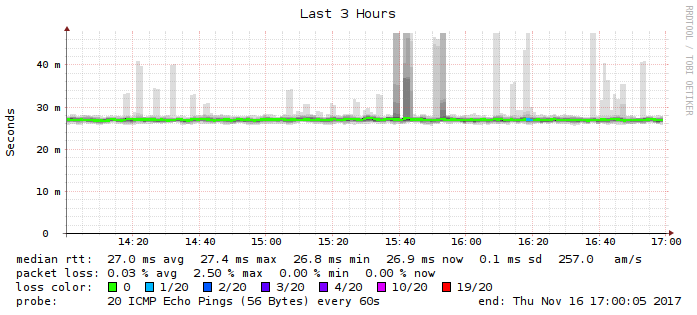 Last 3 Hours
RRDTOOL / TOBI OETIKER
Seconds
40 m
30 m
20 m
10 m
0
14:20 14:40 15:00 15:20 15:40 16:00 16:20 16:40 17:00
median rtt: 27.0 ms avg 27.4 ms max 26.8 ms min 26.9 ms now 0.1 ms sd 257.0 am/s
packet loss: 0.03 % avg 2.50 % max 0.00 % min 0.00 % now
loss color: 0 1/20 2/20 3/20 4/20 10/20 19/20
probe: 20 ICMP Echo Pings (56 Bytes) every 60s end: Thu Nov 16 17:00:05 2017